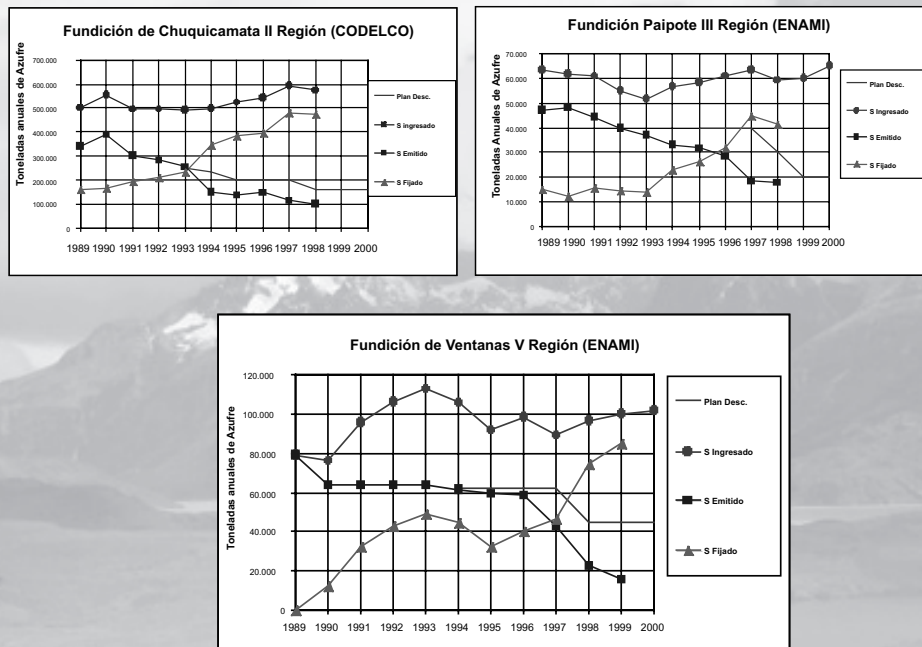 Fundición de Chuquicamata II Región (CODELCO)
Toneladas anuales de Azufre
700.000
600.000
500.000
400.000
300.000
200.000
100.000
0
1989 1990 1991 1992 1993 1994 1995 1996 1997 1998 1999 2000
Plan Desc.
S ingresado
S Emitido
S Fijado
Fundición Paipote III Región (ENAMI)
Toneladas Anuales de Azufre
70.000
60.000
50.000
40.000
30.000
20.000
10.000
0
1989 1990 1991 1992 1993 1994 1995 1996 1997 1998 1999 2000
Plan Desc.
S Ingresado
S Emitido
S Fijado
Fundición de Ventanas V Región (ENAMI)
Toneladas anuales de Azufre
120.000
100.000
80.000
60.000
40.000
20.000
0
1989 1990 1991 1992 1993 1994 1995 1996 1997 1998 1999 2000
Plan Desc.
S Ingresado
S Emitido
S Fijado